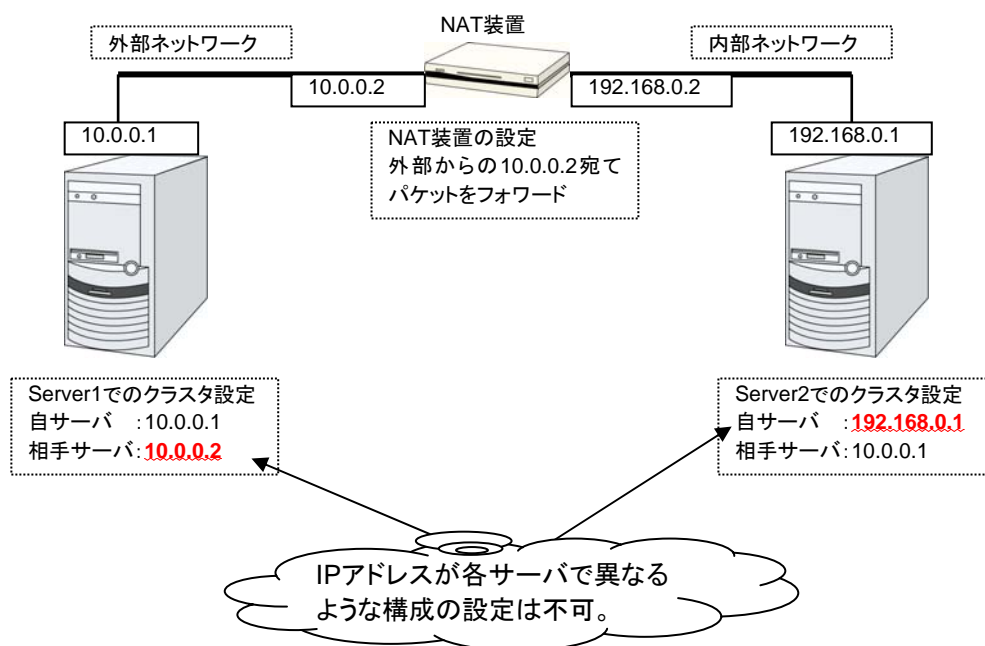 NAT装置
外部ネットワーク
内部ネットワーク
10.0.0.2
192.168.0.2
10.0.0.1
192.168.0.1
NAT装置の設定
外部からの10.0.0.2宛て
パケットをフォワード
Server1でのクラスタ設定
自サーバ :10.0.0.1
相手サーバ:10.0.0.2
Server2でのクラスタ設定
自サーバ :192.168.0.1
相手サーバ:10.0.0.1
IPアドレスが各サーバで異なる
ような構成の設定は不可。